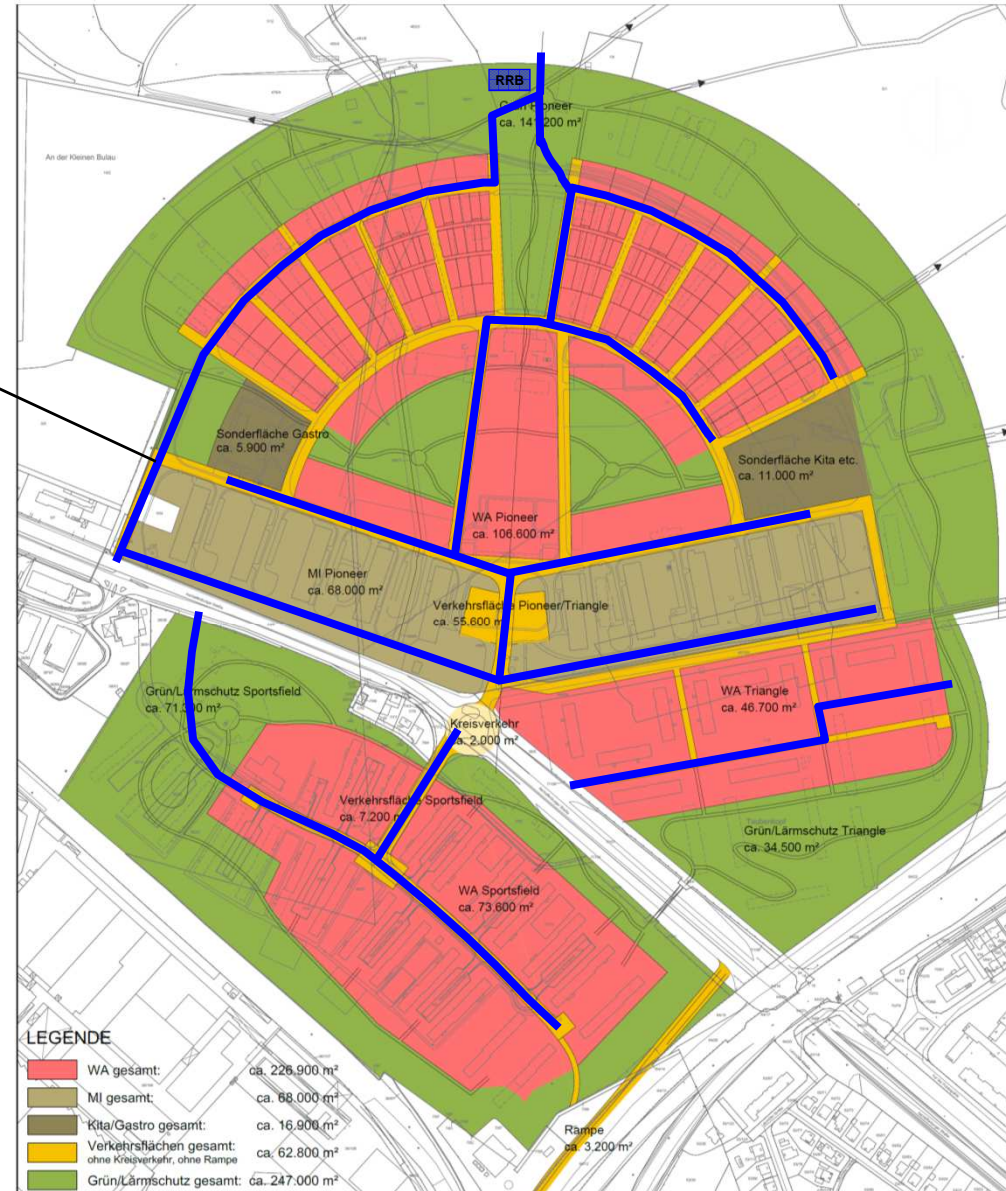 RRB
Grün Pioneer
ca. 141.200 m²
An der Kleinen Bulau
Sonderfläche Gastro
ca. 5.900 m²
Sonderfläche Kita etc.
ca. 11.000 m²
WA Pioneer
ca. 106.600 m²
MI Pioneer
ca. 68.000 m²
Verkehrsfläche Pioneer/Triangle
ca. 55.600 m²
WA Triangle
ca. 46.700 m²
Grün/Lärmschutz Sportsfield
ca. 71.300 m²
Kreisverkehr
ca. 2.000 m²
Verkehrsfläche Sportsfield
ca. 7.200 m²
Grün/Lärmschutz Triangle
ca. 34.500 m²
WA Sportsfield
ca. 73.600 m²
Rampe
ca. 3.200 m²
LEGENDE
WA gesamt: ca. 226.900 m²
MI gesamt: ca. 68.000 m²
Kita/Gastro gesamt: ca. 16.900 m²
Verkehrsflächen gesamt: ca. 62.800 m²
ohne Kreisverkehr, ohne Rampe
Grün/Lärmschutz gesamt: ca. 247.000 m²